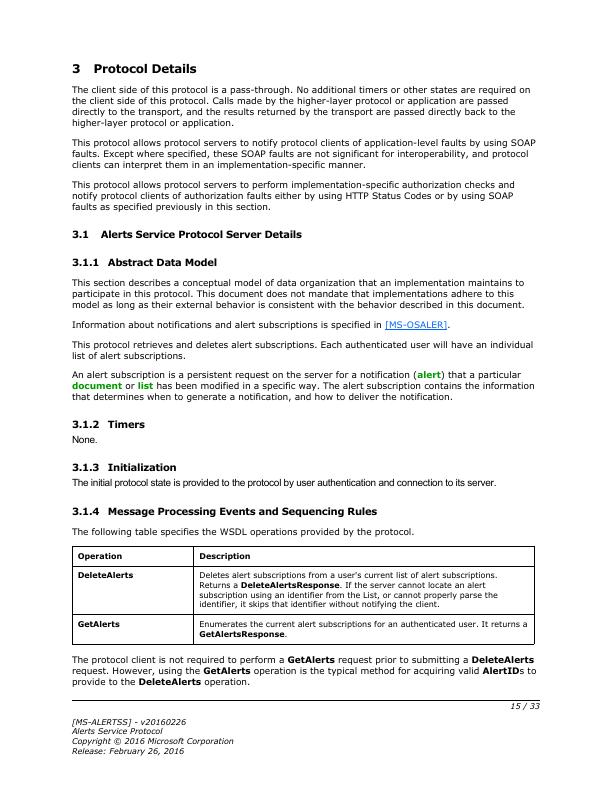 3 Protocol Details
The client side of this protocol is a pass-through. No additional timers or other states are required on
the client side of this protocol. Calls made by the higher-layer protocol or application are passed
directly to the transport, and the results returned by the transport are passed directly back to the
higher-layer protocol or application.
This protocol allows protocol servers to notify protocol clients of application-level faults by using SOAP
faults. Except where specified, these SOAP faults are not significant for interoperability, and protocol
clients can interpret them in an implementation-specific manner.
This protocol allows protocol servers to perform implementation-specific authorization checks and
notify protocol clients of authorization faults either by using HTTP Status Codes or by using SOAP
faults as specified previously in this section.
3.1 Alerts Service Protocol Server Details
3.1.1 Abstract Data Model
This section describes a conceptual model of data organization that an implementation maintains to
participate in this protocol. This document does not mandate that implementations adhere to this
model as long as their external behavior is consistent with the behavior described in this document.
Information about notifications and alert subscriptions is specified in [MS-OSALER].
This protocol retrieves and deletes alert subscriptions. Each authenticated user will have an individual
list of alert subscriptions.
An alert subscription is a persistent request on the server for a notification (alert) that a particular
document or list has been modified in a specific way. The alert subscription contains the information
that determines when to generate a notification, and how to deliver the notification.
3.1.2 Timers
None.
3.1.3 Initialization
The initial protocol state is provided to the protocol by user authentication and connection to its server.
3.1.4 Message Processing Events and Sequencing Rules
The following table specifies the WSDL operations provided by the protocol.
Operation Description
DeleteAlerts Deletes alert subscriptions from a user's current list of alert subscriptions.
Returns a DeleteAlertsResponse. If the server cannot locate an alert
subscription using an identifier from the List, or cannot properly parse the
identifier, it skips that identifier without notifying the client.
GetAlerts Enumerates the current alert subscriptions for an authenticated user. It returns a
GetAlertsResponse.
The protocol client is not required to perform a GetAlerts request prior to submitting a DeleteAlerts
request. However, using the GetAlerts operation is the typical method for acquiring valid AlertIDs to
provide to the DeleteAlerts operation.
15 / 33
[MS-ALERTSS] - v20160226
Alerts Service Protocol
Copyright © 2016 Microsoft Corporation
Release: February 26, 2016